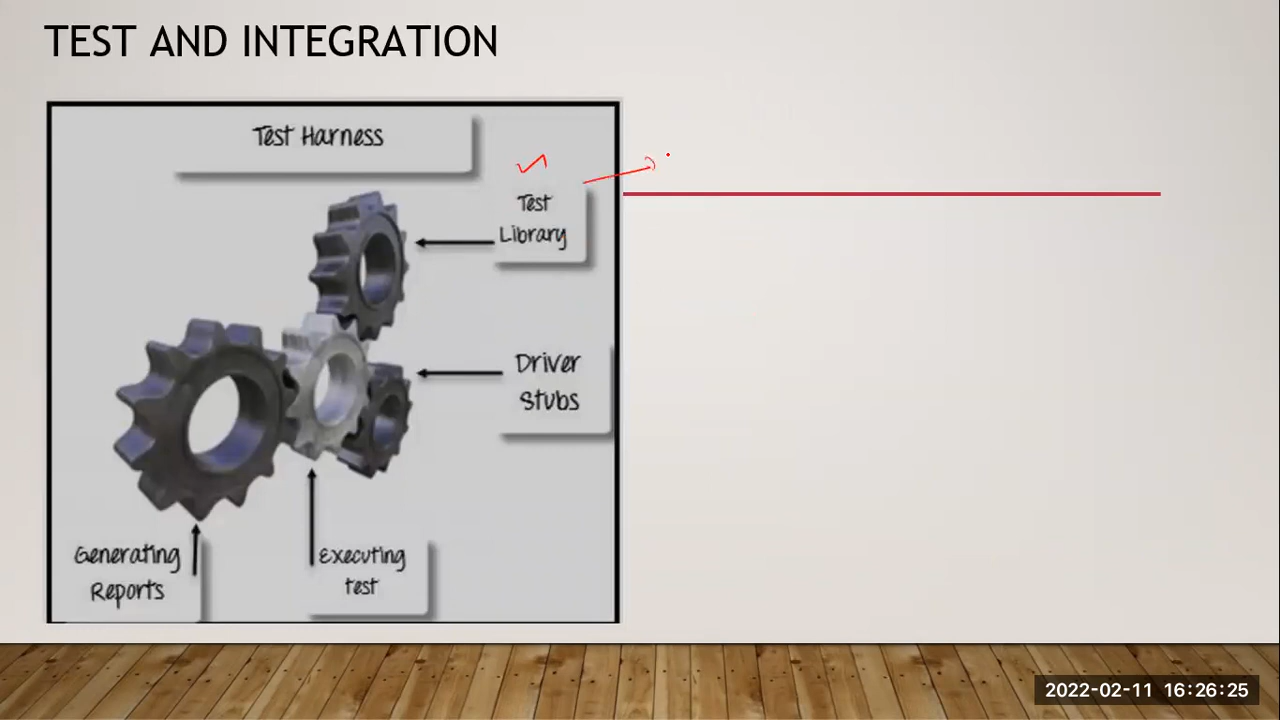 TEST AND INTEGRATION
Test Harness
Test
Library
Driver
Stubs
Generating
Reports
Executing
test
2022-02-11 16:26:25